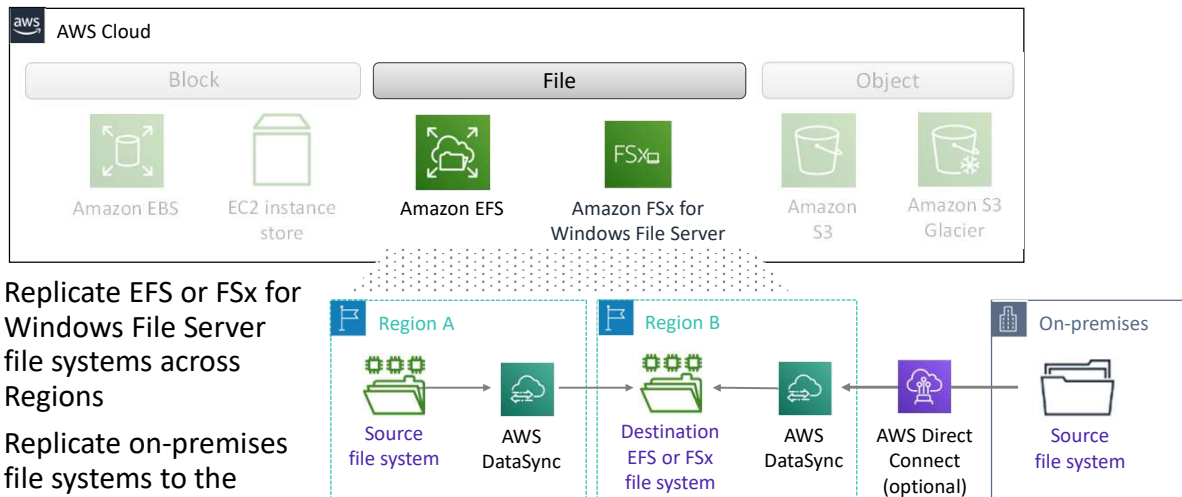 aws
AWS Cloud
Block
File
Object
FSx
Amazon EBS
EC2 instance
store
Amazon EFS
Amazon FSx for
Windows File Server
Amazon
S3
Amazon S3
Glacier
Replicate EFS or FSx for
Windows File Server
file systems across
Regions
Replicate on-premises
file systems to the
Region A
Region B
On-premises
Source
file system
AWS
DataSync
Destination
EFS or FSx
file system
AWS
DataSync
AWS Direct
Connect
(optional)
Source
file system